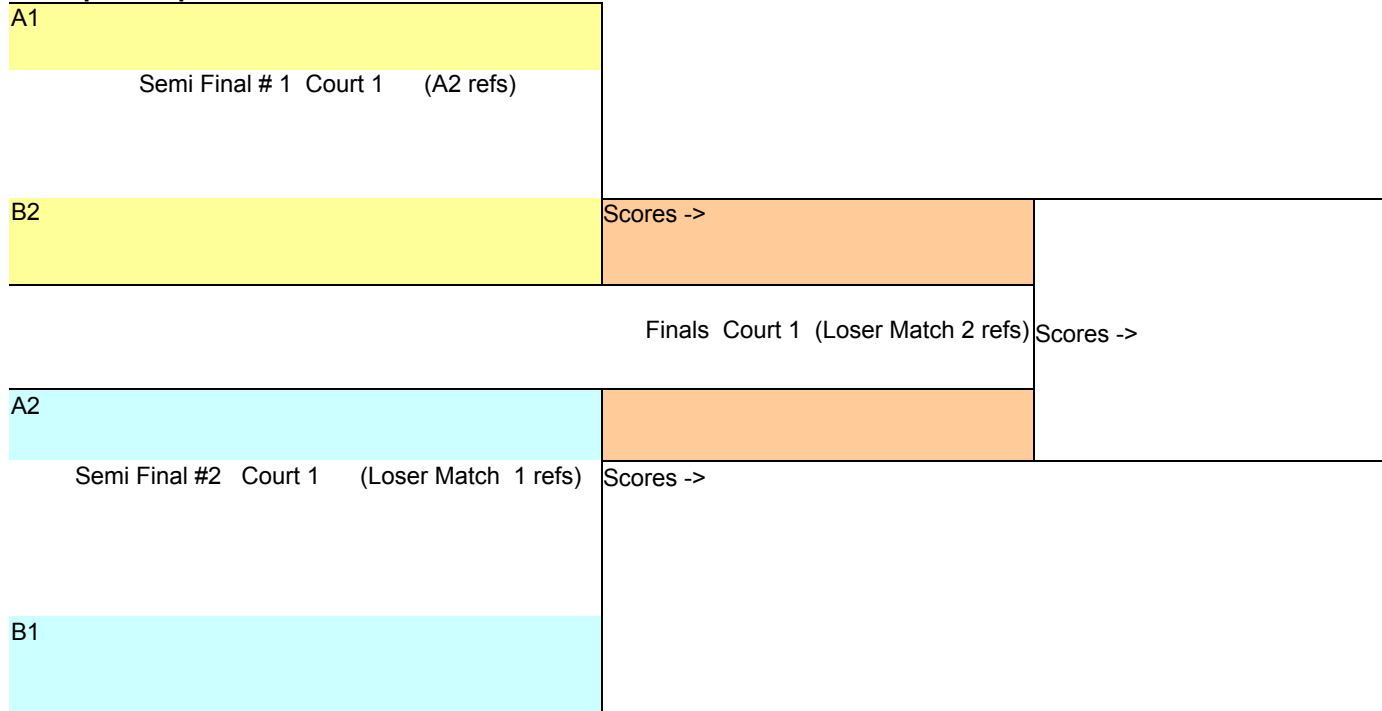 A1
Semi Final # 1 Court 1 (A2 refs)
B2
Scores ->
Finals Court 1 (Loser Match 2 refs)
Scores ->
A2
Semi Final #2 Court 1 (Loser Match 1 refs)
Scores ->
B1